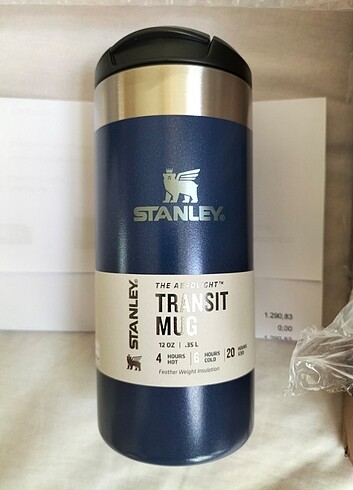 STANLEY®
STANLEY
THE AEROLIGHT™
TRANSIT
MUG
12 OZ | .35 L
4 HOURS HOT | 6 HOURS COLD | 20 HOURS ICED
Feather Weight Insulation
1.290,83
0,00